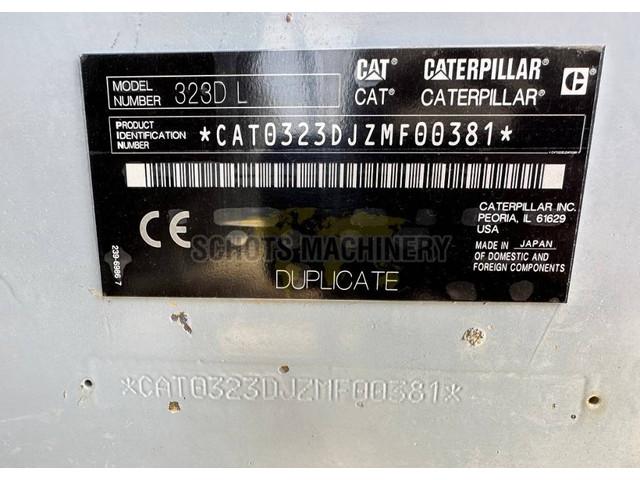 MODEL NUMBER 323D L
CAT® CATERPILLAR®
CAT® CATERPILLAR®
PRODUCT IDENTIFICATION NUMBER *CAT0323DJZMF00381*
CATERPILLAR INC.
PEORIA, IL 61629
USA
CE
SCHOTS MACHINERY
MADE IN JAPAN
OF DOMESTIC AND
FOREIGN COMPONENTS
239-6986 7
DUPLICATE
*CAT0323DJZMF00381*